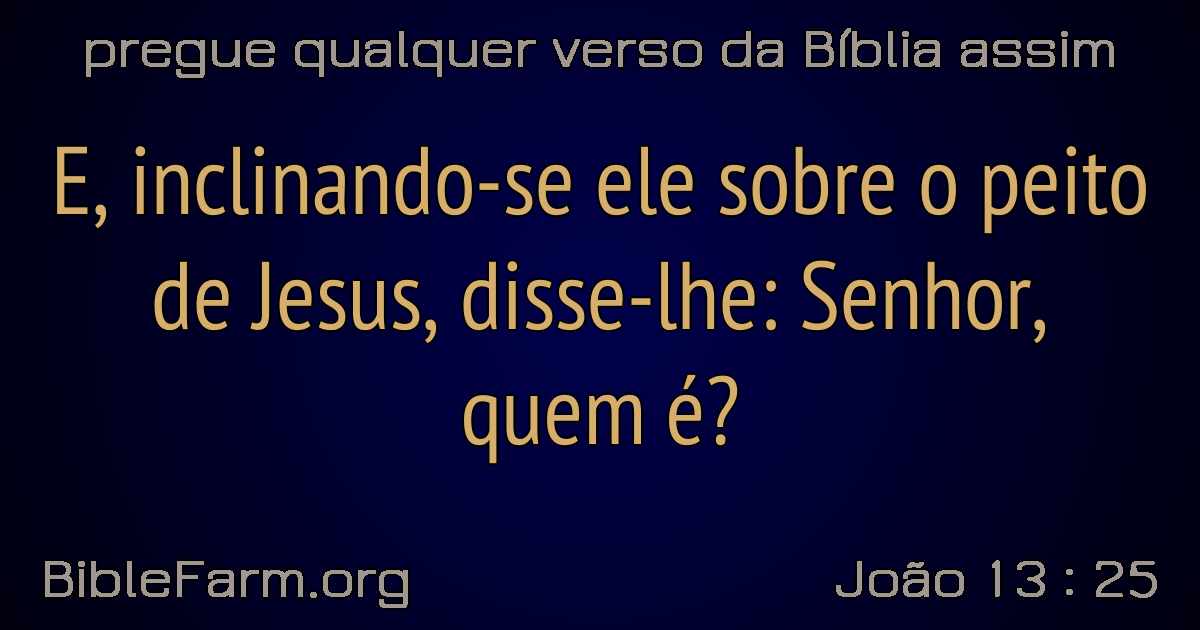 pregue qualquer verso da Bíblia assim
E, inclinando-se ele sobre o peito
de Jesus, disse-lhe: Senhor,
quem é?
BibleFarm.org
João 13 : 25